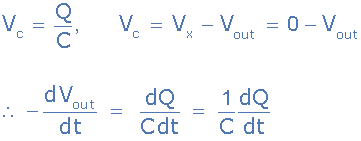 V_c = Q/C, V_c = V_x − V_out = 0 − V_out
∴ −dV_out/dt = dQ/Cdt = 1/C dQ/dt